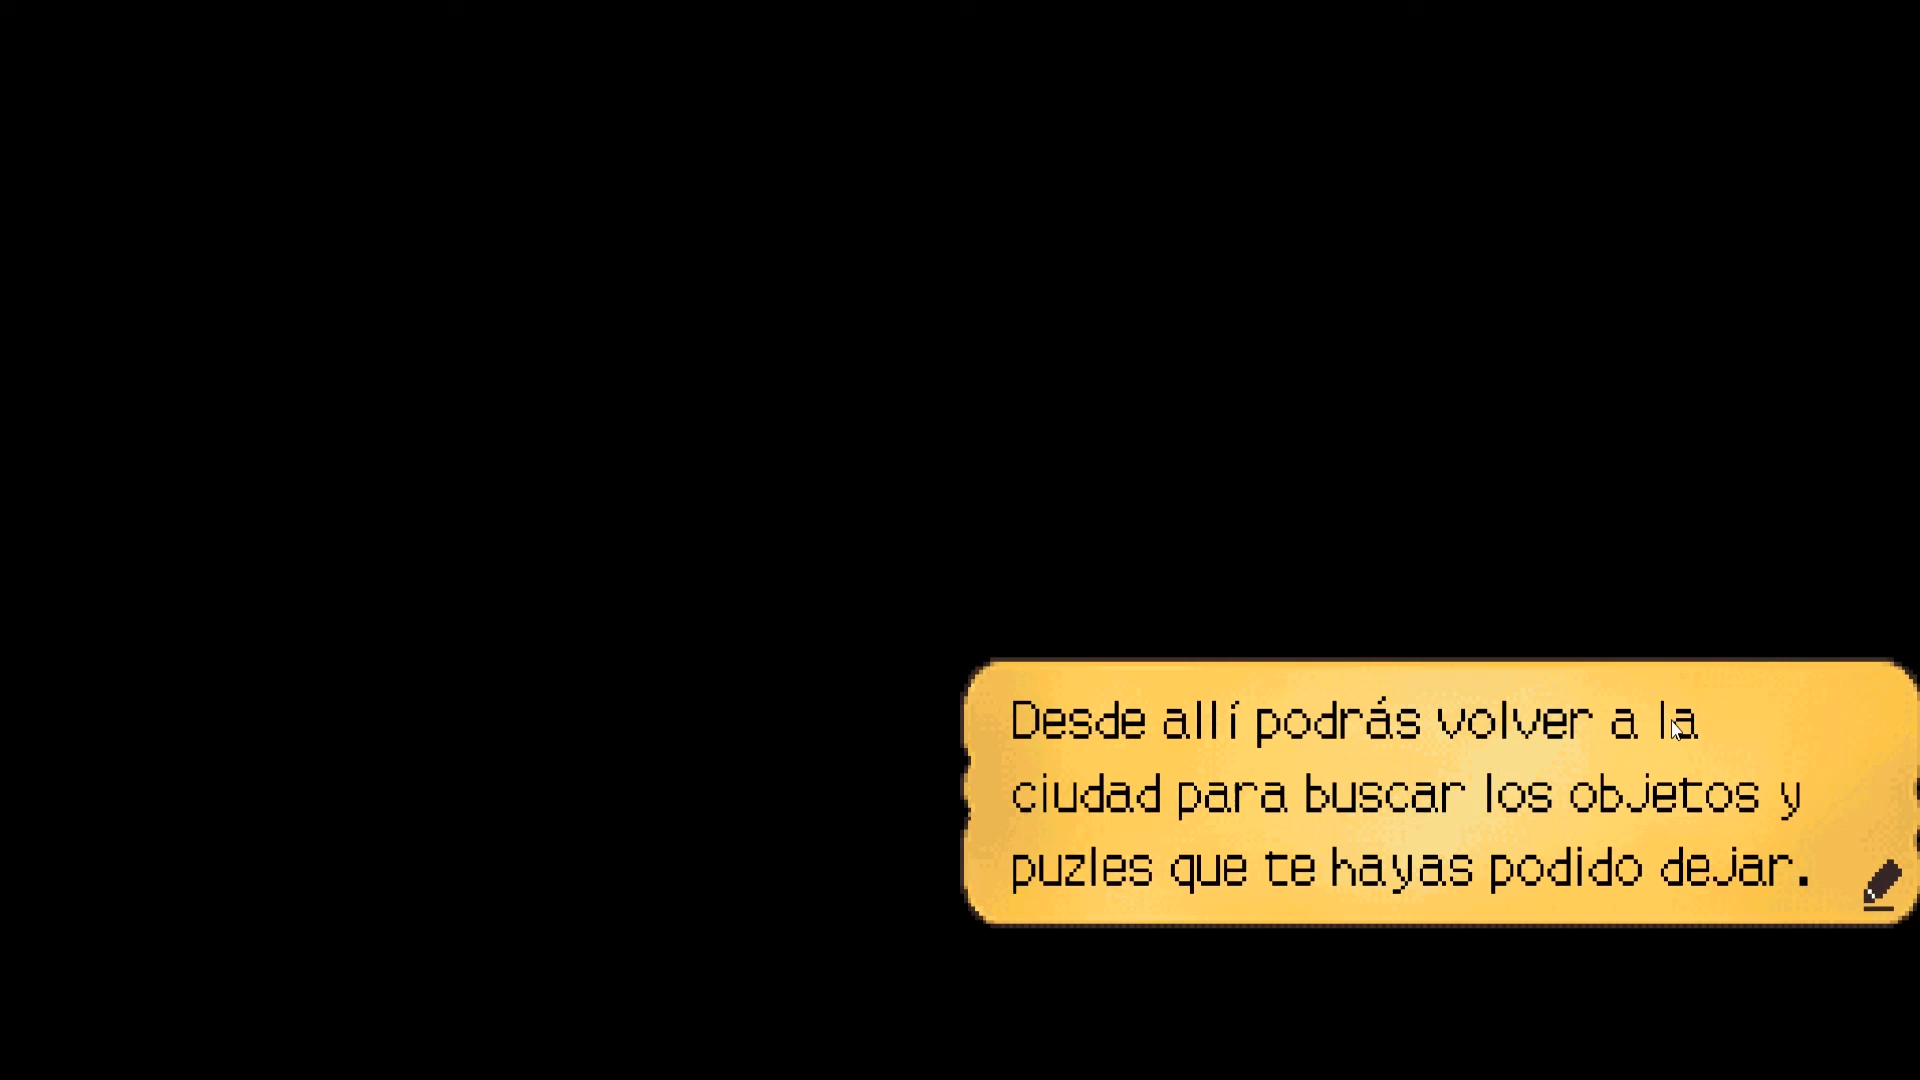 Desde allí podrás volver a la
ciudad para buscar los objetos y
puzles que te hayas podido dejar.